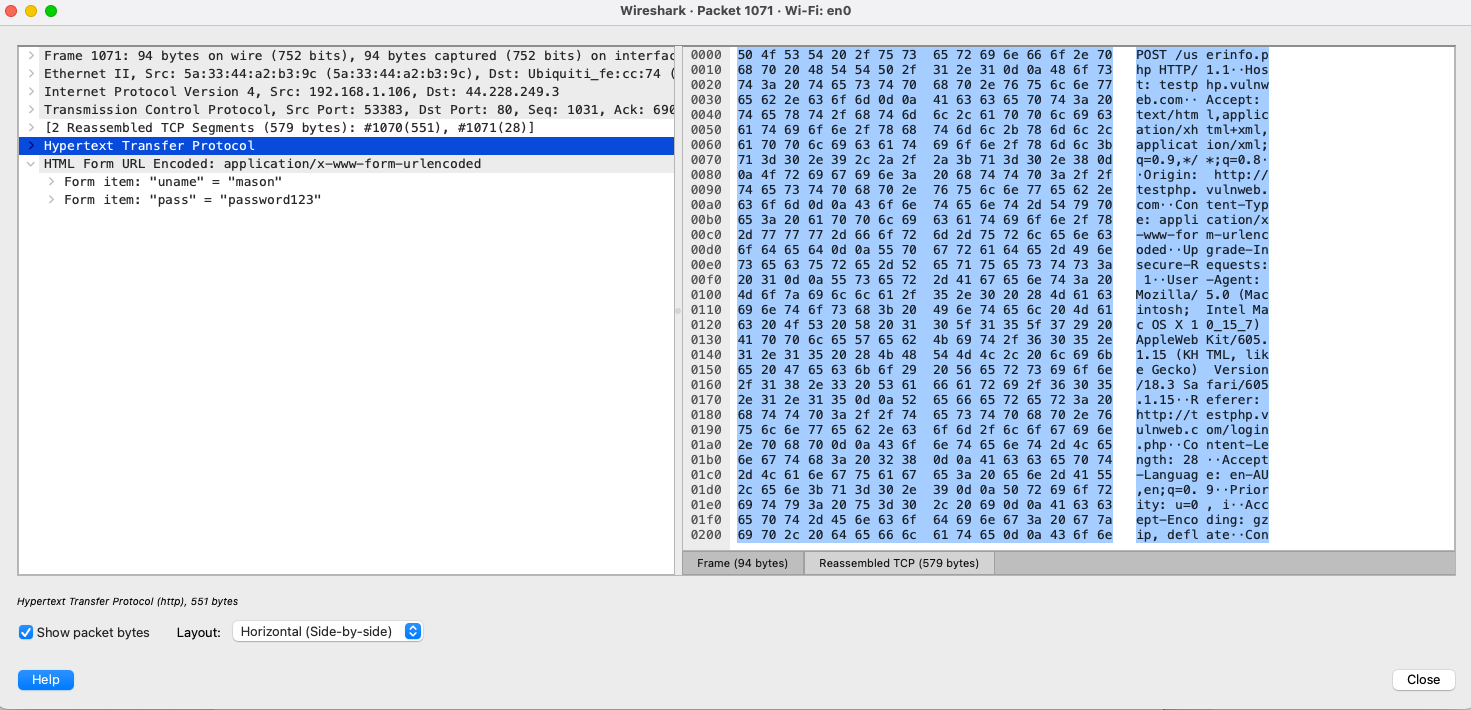 Wireshark · Packet 1071 · Wi-Fi: en0
Frame 1071: 94 bytes on wire (752 bits), 94 bytes captured (752 bits) on interfac
Ethernet II, Src: 5a:33:44:a2:b3:9c (5a:33:44:a2:b3:9c), Dst: Ubiquiti_fe:cc:74 (
Internet Protocol Version 4, Src: 192.168.1.106, Dst: 44.228.249.3
Transmission Control Protocol, Src Port: 53383, Dst Port: 80, Seq: 1031, Ack: 690
[2 Reassembled TCP Segments (579 bytes): #1070(551), #1071(28)]
Hypertext Transfer Protocol
HTML Form URL Encoded: application/x-www-form-urlencoded
Form item: "uname" = "mason"
Form item: "pass" = "password123"
0000 50 4f 53 54 20 2f 75 73 65 72 69 6e 66 6f 2e 70 POST /us erinfo.p
0010 68 70 20 48 54 54 50 2f 31 2e 31 0d 0a 48 6f 73 hp HTTP/ 1.1··Hos
0020 74 3a 20 74 65 73 74 70 68 70 2e 76 75 6c 6e 77 t: testp hp.vulnw
0030 65 62 2e 63 6f 6d 0d 0a 41 63 63 65 70 74 3a 20 eb.com·· Accept:
0040 74 65 78 74 2f 68 74 6d 6c 2c 61 70 70 6c 69 63 text/htm l,applic
0050 61 74 69 6f 6e 2f 78 68 74 6d 6c 2b 78 6d 6c 2c ation/xh tml+xml,
0060 61 70 70 6c 69 63 61 74 69 6f 6e 2f 78 6d 6c 3b applicat ion/xml;
0070 71 3d 30 2e 39 2c 2a 2f 2a 3b 71 3d 30 2e 38 0d q=0.9,*/ *;q=0.8·
0080 0a 4f 72 69 67 69 6e 3a 20 68 74 74 70 3a 2f 2f ·Origin: http://
0090 74 65 73 74 70 68 70 2e 76 75 6c 6e 77 65 62 2e testphp. vulnweb.
00a0 63 6f 6d 0d 0a 43 6f 6e 74 65 6e 74 2d 54 79 70 com··Con tent-Typ
00b0 65 3a 20 61 70 70 6c 69 63 61 74 69 6f 6e 2f 78 e: appli cation/x
00c0 2d 77 77 77 2d 66 6f 72 6d 2d 75 72 6c 65 6e 63 -www-for m-urlenc
00d0 6f 64 65 64 0d 0a 55 70 67 72 61 64 65 2d 49 6e oded··Up grade-In
00e0 73 65 63 75 72 65 2d 52 65 71 75 65 73 74 73 3a secure-R equests:
00f0 20 31 0d 0a 55 73 65 72 2d 41 67 65 6e 74 3a 20 1··User -Agent:
0100 4d 6f 7a 69 6c 6c 61 2f 35 2e 30 20 28 4d 61 63 Mozilla/ 5.0 (Mac
0110 69 6e 74 6f 73 68 3b 20 49 6e 74 65 6c 20 4d 61 intosh; Intel Ma
0120 63 20 4f 53 20 58 20 31 30 5f 31 35 5f 37 29 20 c OS X 1 0_15_7)
0130 41 70 70 6c 65 57 65 62 4b 69 74 2f 36 30 35 2e AppleWeb Kit/605.
0140 31 2e 31 35 20 28 4b 48 54 4d 4c 2c 20 6c 69 6b 1.15 (KH TML, lik
0150 65 20 47 65 63 6b 6f 29 20 56 65 72 73 69 6f 6e e Gecko) Version
0160 2f 31 38 2e 33 20 53 61 66 61 72 69 2f 36 30 35 /18.3 Sa fari/605
0170 2e 31 2e 31 35 0d 0a 52 65 66 65 72 65 72 3a 20 .1.15··R eferer:
0180 68 74 74 70 3a 2f 2f 74 65 73 74 70 68 70 2e 76 http://t estphp.v
0190 75 6c 6e 77 65 62 2e 63 6f 6d 2f 6c 6f 67 69 6e ulnweb.c om/login
01a0 2e 70 68 70 0d 0a 43 6f 6e 74 65 6e 74 2d 4c 65 .php··Co ntent-Le
01b0 6e 67 74 68 3a 20 32 38 0d 0a 41 63 63 65 70 74 ngth: 28 ··Accept
01c0 2d 4c 61 6e 67 75 61 67 65 3a 20 65 6e 2d 41 55 -Languag e: en-AU
01d0 2c 65 6e 3b 71 3d 30 2e 39 0d 0a 50 72 69 6f 72 ,en;q=0. 9··Prior
01e0 69 74 79 3a 20 75 3d 30 2c 20 69 0d 0a 41 63 63 ity: u=0 , i··Acc
01f0 65 70 74 2d 45 6e 63 6f 64 69 6e 67 3a 20 67 7a ept-Enco ding: gz
0200 69 70 2c 20 64 65 66 6c 61 74 65 0d 0a 43 6f 6e ip, defl ate··Con
Frame (94 bytes) Reassembled TCP (579 bytes)
Hypertext Transfer Protocol (http), 551 bytes
Show packet bytes Layout: Horizontal (Side-by-side)
Help Close